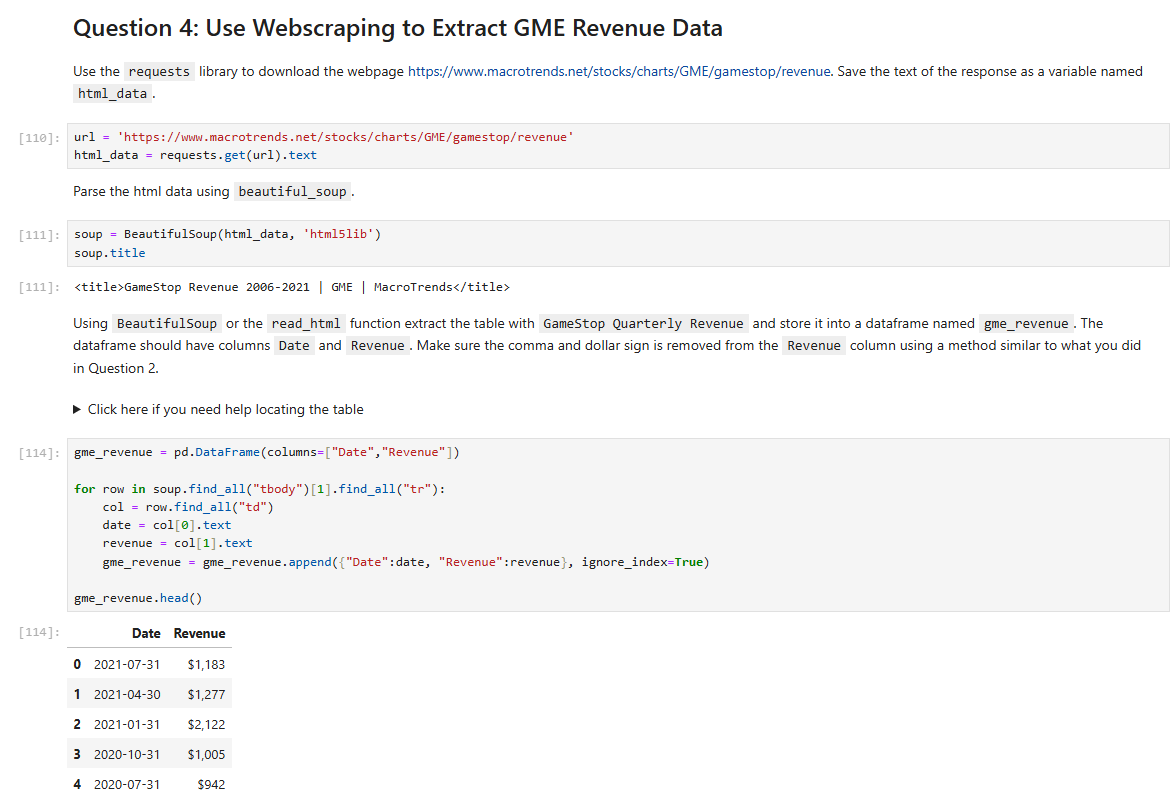 Question 4: Use Webscraping to Extract GME Revenue Data
Use the requests library to download the webpage https://www.macrotrends.net/stocks/charts/GME/gamestop/revenue. Save the text of the response as a variable named
html_data .
[110]: url = 'https://www.macrotrends.net/stocks/charts/GME/gamestop/revenue'
html_data = requests.get(url).text
Parse the html data using beautiful_soup .
[111]: soup = BeautifulSoup(html_data, 'html5lib')
soup.title
[111]: <title>GameStop Revenue 2006-2021 | GME | MacroTrends</title>
Using BeautifulSoup or the read_html function extract the table with GameStop Quarterly Revenue and store it into a dataframe named gme_revenue . The
dataframe should have columns Date and Revenue . Make sure the comma and dollar sign is removed from the Revenue column using a method similar to what you did
in Question 2.
▶ Click here if you need help locating the table
[114]: gme_revenue = pd.DataFrame(columns=["Date","Revenue"])
for row in soup.find_all("tbody")[1].find_all("tr"):
    col = row.find_all("td")
    date = col[0].text
    revenue = col[1].text
    gme_revenue = gme_revenue.append({"Date":date, "Revenue":revenue}, ignore_index=True)
gme_revenue.head()
[114]: Date Revenue
0 2021-07-31 $1,183
1 2021-04-30 $1,277
2 2021-01-31 $2,122
3 2020-10-31 $1,005
4 2020-07-31 $942